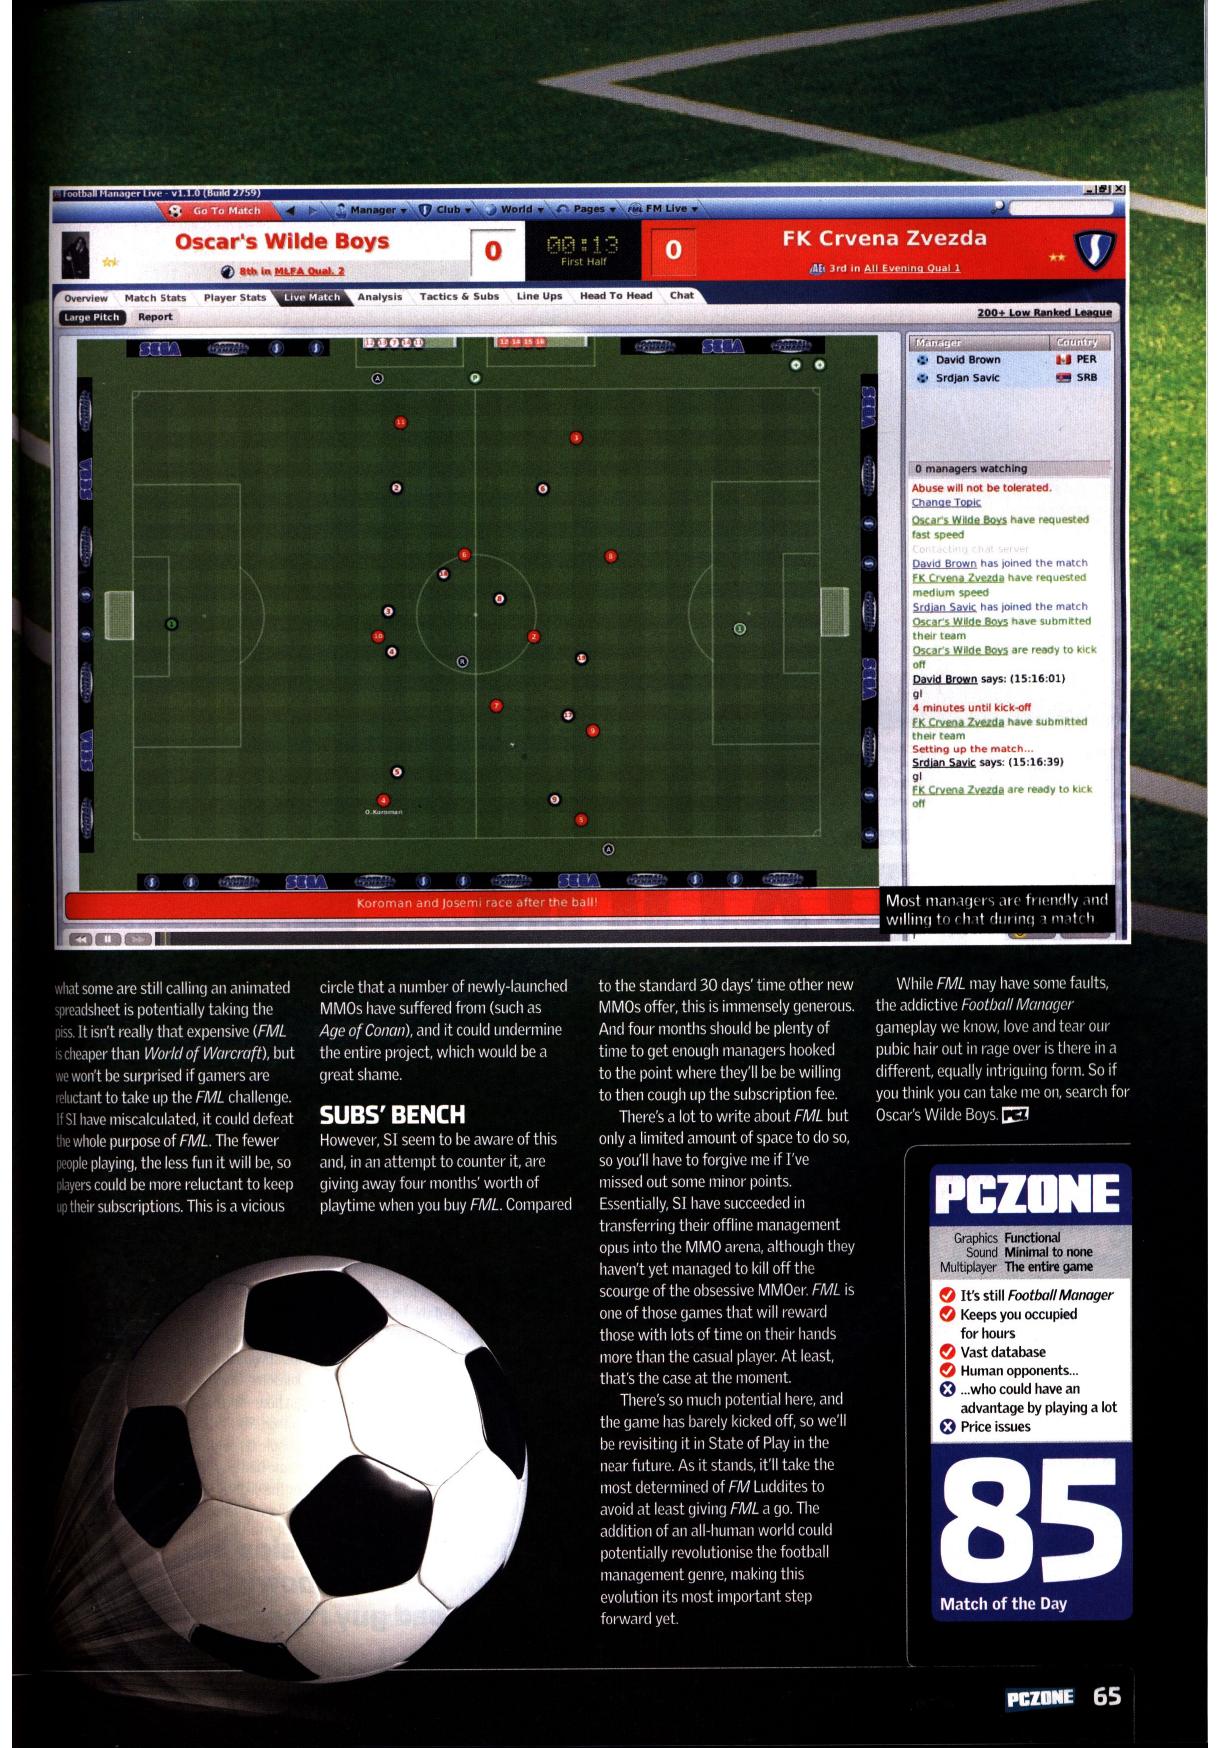 Football Manager Live - v1.1.0 (Build 2759)
Go To Match
Manager
Club
World
Pages
FM Live
Oscar's Wilde Boys
8th in MLFA Qual. 2
0
00:13
First Half
0
FK Crvena Zvezda
3rd in All Evening Qual 1
Overview
Match Stats
Player Stats
Live Match
Analysis
Tactics & Subs
Line Ups
Head To Head
Chat
Large Pitch
Report
200+ Low Ranked League
SEGA
SEGA
Manager Country
David Brown PER
Srdjan Savic SRB
0 managers watching
Abuse will not be tolerated.
Change Topic
Oscar's Wilde Boys have requested
fast speed
Contacting chat server
David Brown has joined the match
FK Crvena Zvezda have requested
medium speed
Srdjan Savic has joined the match
Oscar's Wilde Boys have submitted
their team
Oscar's Wilde Boys are ready to kick
off
David Brown says: (15:16:01)
gl
4 minutes until kick-off
FK Crvena Zvezda have submitted
their team
Setting up the match...
Srdjan Savic says: (15:16:39)
gl
FK Crvena Zvezda are ready to kick
off
O.Koroman
SEGA
SEGA
Koroman and Josemi race after the ball!
Most managers are friendly and
willing to chat during a match
what some are still calling an animated
spreadsheet is potentially taking the
piss. It isn't really that expensive (FML
is cheaper than World of Warcraft), but
we won't be surprised if gamers are
reluctant to take up the FML challenge.
If SI have miscalculated, it could defeat
the whole purpose of FML. The fewer
people playing, the less fun it will be, so
players could be more reluctant to keep
up their subscriptions. This is a vicious
circle that a number of newly-launched
MMOs have suffered from (such as
Age of Conan), and it could undermine
the entire project, which would be a
great shame.
SUBS' BENCH
However, SI seem to be aware of this
and, in an attempt to counter it, are
giving away four months' worth of
playtime when you buy FML. Compared
to the standard 30 days' time other new
MMOs offer, this is immensely generous.
And four months should be plenty of
time to get enough managers hooked
to the point where they'll be be willing
to then cough up the subscription fee.
There's a lot to write about FML but
only a limited amount of space to do so,
so you'll have to forgive me if I've
missed out some minor points.
Essentially, SI have succeeded in
transferring their offline management
opus into the MMO arena, although they
haven't yet managed to kill off the
scourge of the obsessive MMOer. FML is
one of those games that will reward
those with lots of time on their hands
more than the casual player. At least,
that's the case at the moment.
There's so much potential here, and
the game has barely kicked off, so we'll
be revisiting it in State of Play in the
near future. As it stands, it'll take the
most determined of FM Luddites to
avoid at least giving FML a go. The
addition of an all-human world could
potentially revolutionise the football
management genre, making this
evolution its most important step
forward yet.
While FML may have some faults,
the addictive Football Manager
gameplay we know, love and tear our
pubic hair out in rage over is there in a
different, equally intriguing form. So if
you think you can take me on, search for
Oscar's Wilde Boys. PCZ
PCZONE
Graphics Functional
Sound Minimal to none
Multiplayer The entire game
It's still Football Manager
Keeps you occupied
for hours
Vast database
Human opponents...
...who could have an
advantage by playing a lot
Price issues
85
Match of the Day
PCZONE 65